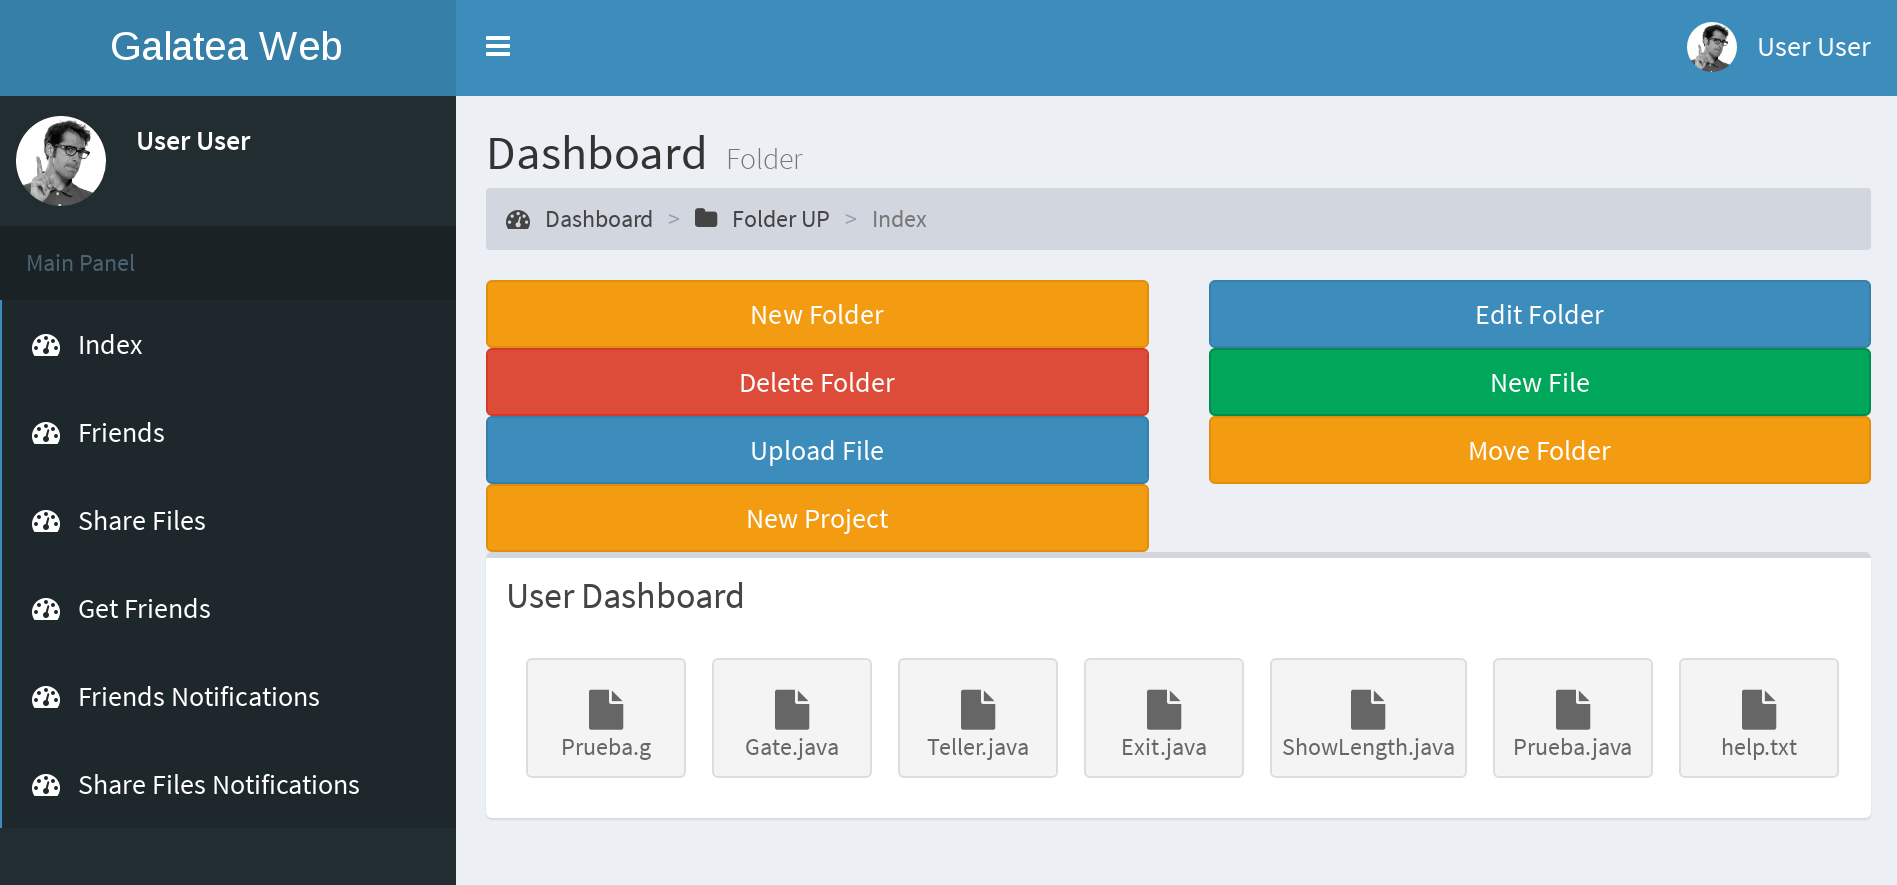 Galatea Web
User User
User User
Main Panel
Index
Friends
Share Files
Get Friends
Friends Notifications
Share Files Notifications
Dashboard Folder
Dashboard > Folder UP > Index
New Folder
Edit Folder
Delete Folder
New File
Upload File
Move Folder
New Project
User Dashboard
Prueba.g
Gate.java
Teller.java
Exit.java
ShowLength.java
Prueba.java
help.txt